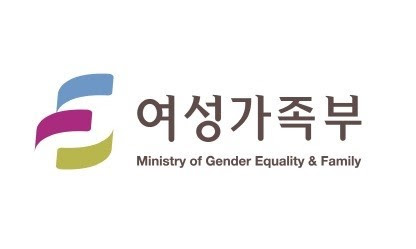 여성가족부
Ministry of Gender Equality & Family